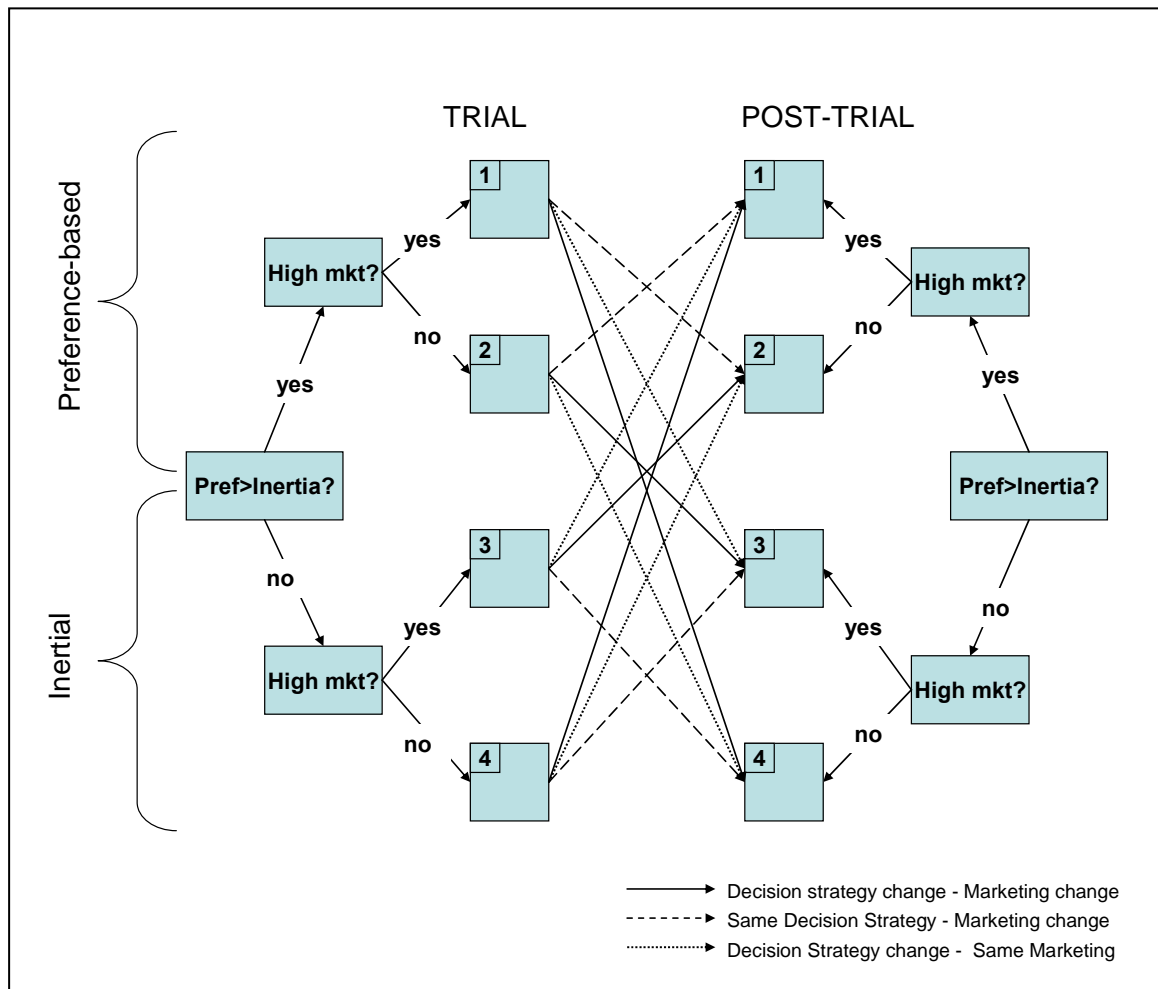 TRIAL
POST-TRIAL
Preference-based
Inertial
1
1
yes
yes
High mkt?
High mkt?
no
no
2
2
yes
yes
Pref>Inertia?
Pref>Inertia?
no
no
3
3
yes
yes
High mkt?
High mkt?
no
no
4
4
Decision strategy change - Marketing change
Same Decision Strategy - Marketing change
Decision Strategy change - Same Marketing